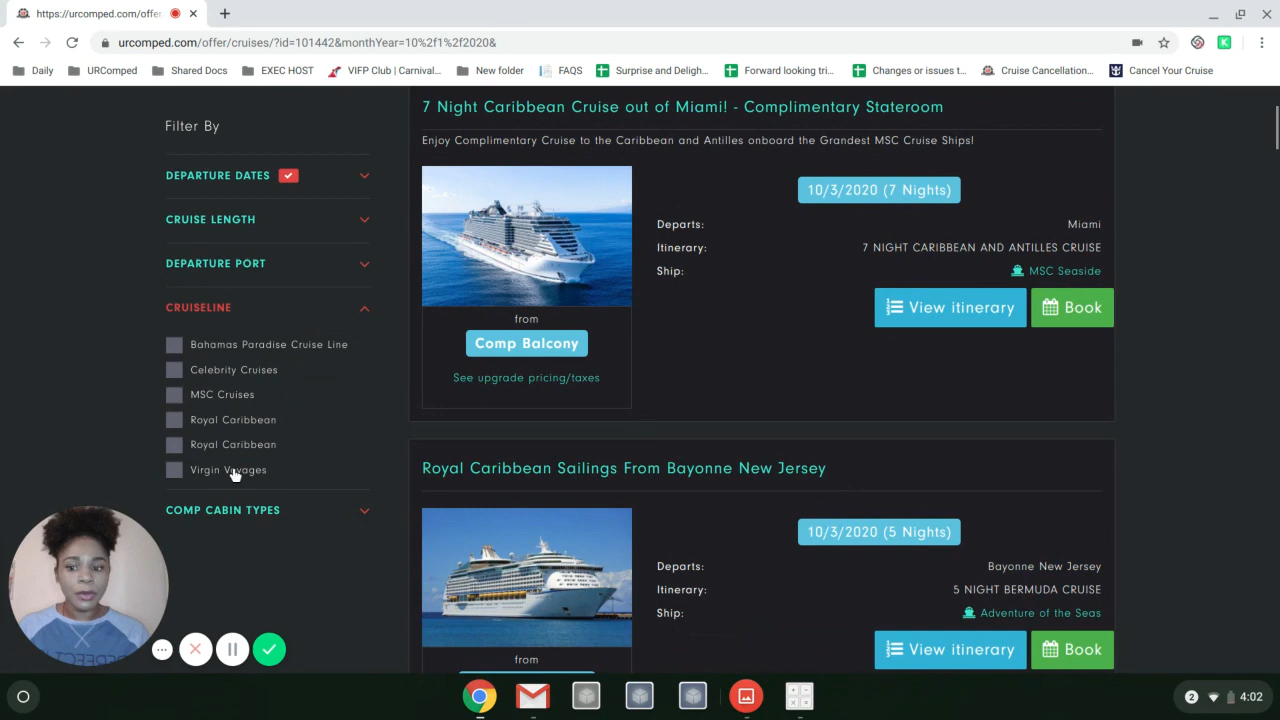 https://urcomped.com/offer
urcomped.com/offer/cruises/?id=101442&monthYear=10%2f1%2f2020&
Daily
URComped
Shared Docs
EXEC HOST
VIFP Club | Carnival...
New folder
FAQS
Surprise and Deligh...
Forward looking tri...
Changes or issues t...
Cruise Cancellation...
Cancel Your Cruise
Filter By
DEPARTURE DATES
CRUISE LENGTH
DEPARTURE PORT
CRUISELINE
Bahamas Paradise Cruise Line
Celebrity Cruises
MSC Cruises
Royal Caribbean
Royal Caribbean
Virgin Voyages
COMP CABIN TYPES
7 Night Caribbean Cruise out of Miami! - Complimentary Stateroom
Enjoy Complimentary Cruise to the Caribbean and Antilles onboard the Grandest MSC Cruise Ships!
10/3/2020 (7 Nights)
Departs: Miami
Itinerary: 7 NIGHT CARIBBEAN AND ANTILLES CRUISE
Ship: MSC Seaside
View itinerary
Book
from
Comp Balcony
See upgrade pricing/taxes
Royal Caribbean Sailings From Bayonne New Jersey
10/3/2020 (5 Nights)
Departs: Bayonne New Jersey
Itinerary: 5 NIGHT BERMUDA CRUISE
Ship: Adventure of the Seas
View itinerary
Book
from
2
4:02